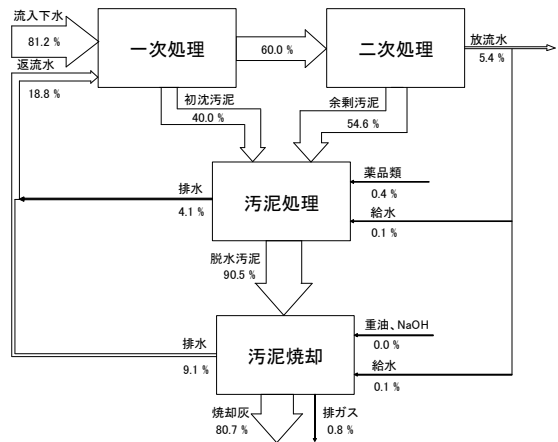 流入下水
81.2 %
返流水
18.8 %
一次処理
60.0 %
二次処理
放流水
5.4 %
初沈汚泥
40.0 %
余剰汚泥
54.6 %
汚泥処理
薬品類
0.4 %
給水
0.1 %
排水
4.1 %
脱水汚泥
90.5 %
汚泥焼却
重油、NaOH
0.0 %
給水
0.1 %
排水
9.1 %
焼却灰
80.7 %
排ガス
0.8 %